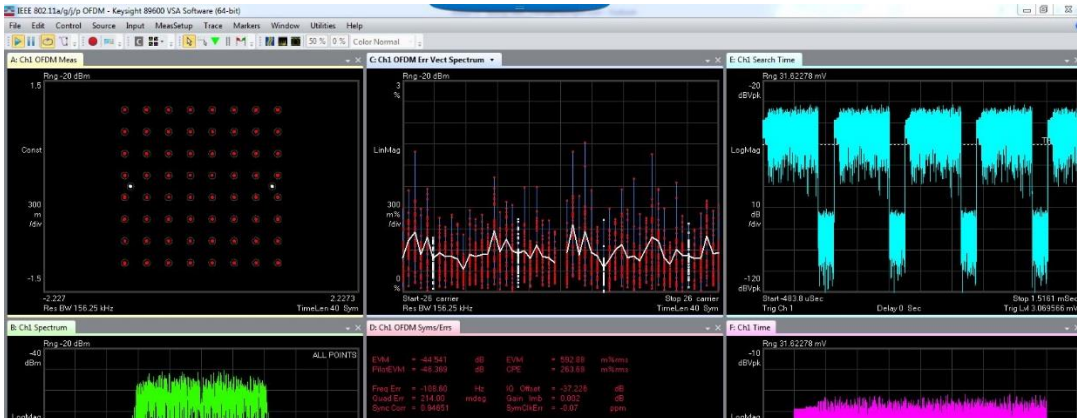 IEEE 802.11a/g/j/p OFDM - Keysight 89600 VSA Software (64-bit)
File Edit Control Source Input MeasSetup Trace Markers Window Utilities Help
50 % 0 % Color Normal
A: Ch1 OFDM Meas
Rng -20 dBm
1.5
Const
300
m
/div
-1.5
-2.227 2.2273
Res BW 156.25 kHz TimeLen 40 Sym
C: Ch1 OFDM Err Vect Spectrum
Rng -20 dBm
3
%
LinMag
300
m%
/div
0
%
Start -26 carrier Stop 26 carrier
Res BW 156.25 kHz TimeLen 40 Sym
E: Ch1 Search Time
Rng 31.62278 mV
-20
dBVpk
LogMag
10
dB
/div
-120
dBVpk
Start -483.8 uSec Stop 1.5161 mSec
Trig Ch 1 Delay 0 Sec Trig Lvl 3.069566 mV
B: Ch1 Spectrum
Rng -20 dBm
-40
dBm
ALL POINTS
LogMag
D: Ch1 OFDM Syms/Errs
EVM = -44.541 dB EVM = 592.88 m%rms
PilotEVM = -46.369 dB CPE = 263.68 m%rms
Freq Err = -108.60 Hz IQ Offset = -37.226 dB
Quad Err = 214.00 mdeg Gain Imb = 0.002 dB
Sync Corr = 0.94651 SymClkErr = -0.07 ppm
F: Ch1 Time
Rng 31.62278 mV
-10
dBVpk
LogMag